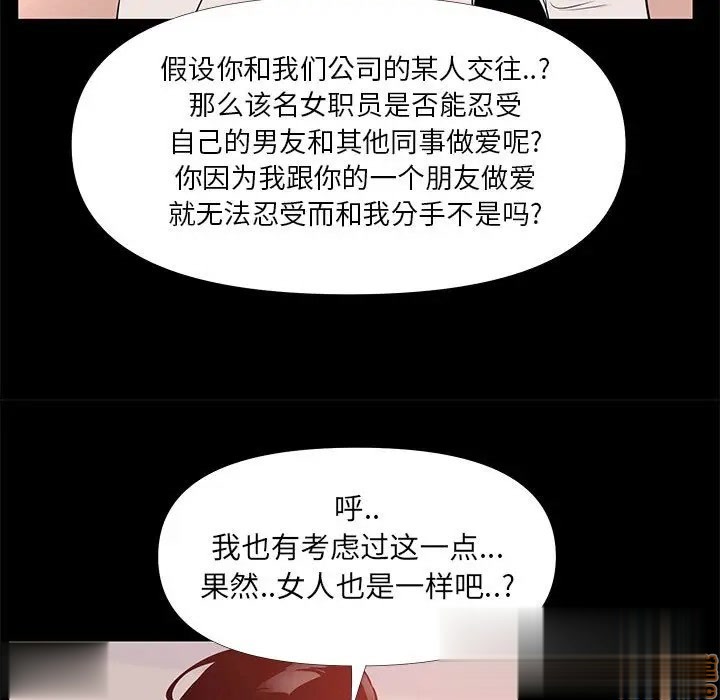 假设你和我们公司的某人交往..?
那么该名女职员是否能忍受
自己的男友和其他同事做爱呢?
你因为我跟你的一个朋友做爱
就无法忍受而和我分手不是吗?
呼..
我也有考虑过这一点...
果然..女人也是一样吧..?